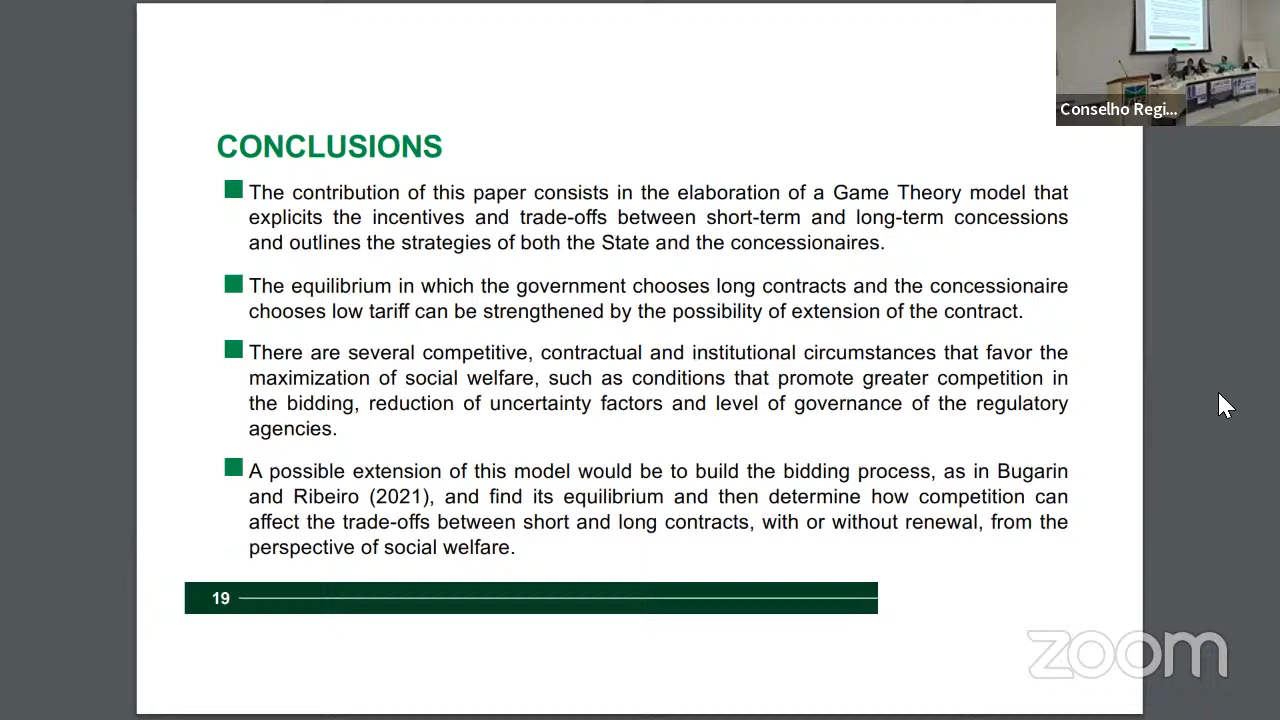 Conselho Regi...
CONCLUSIONS
The contribution of this paper consists in the elaboration of a Game Theory model that
explicits the incentives and trade-offs between short-term and long-term concessions
and outlines the strategies of both the State and the concessionaires.
The equilibrium in which the government chooses long contracts and the concessionaire
chooses low tariff can be strengthened by the possibility of extension of the contract.
There are several competitive, contractual and institutional circumstances that favor the
maximization of social welfare, such as conditions that promote greater competition in
the bidding, reduction of uncertainty factors and level of governance of the regulatory
agencies.
A possible extension of this model would be to build the bidding process, as in Bugarin
and Ribeiro (2021), and find its equilibrium and then determine how competition can
affect the trade-offs between short and long contracts, with or without renewal, from the
perspective of social welfare.
19
zoom